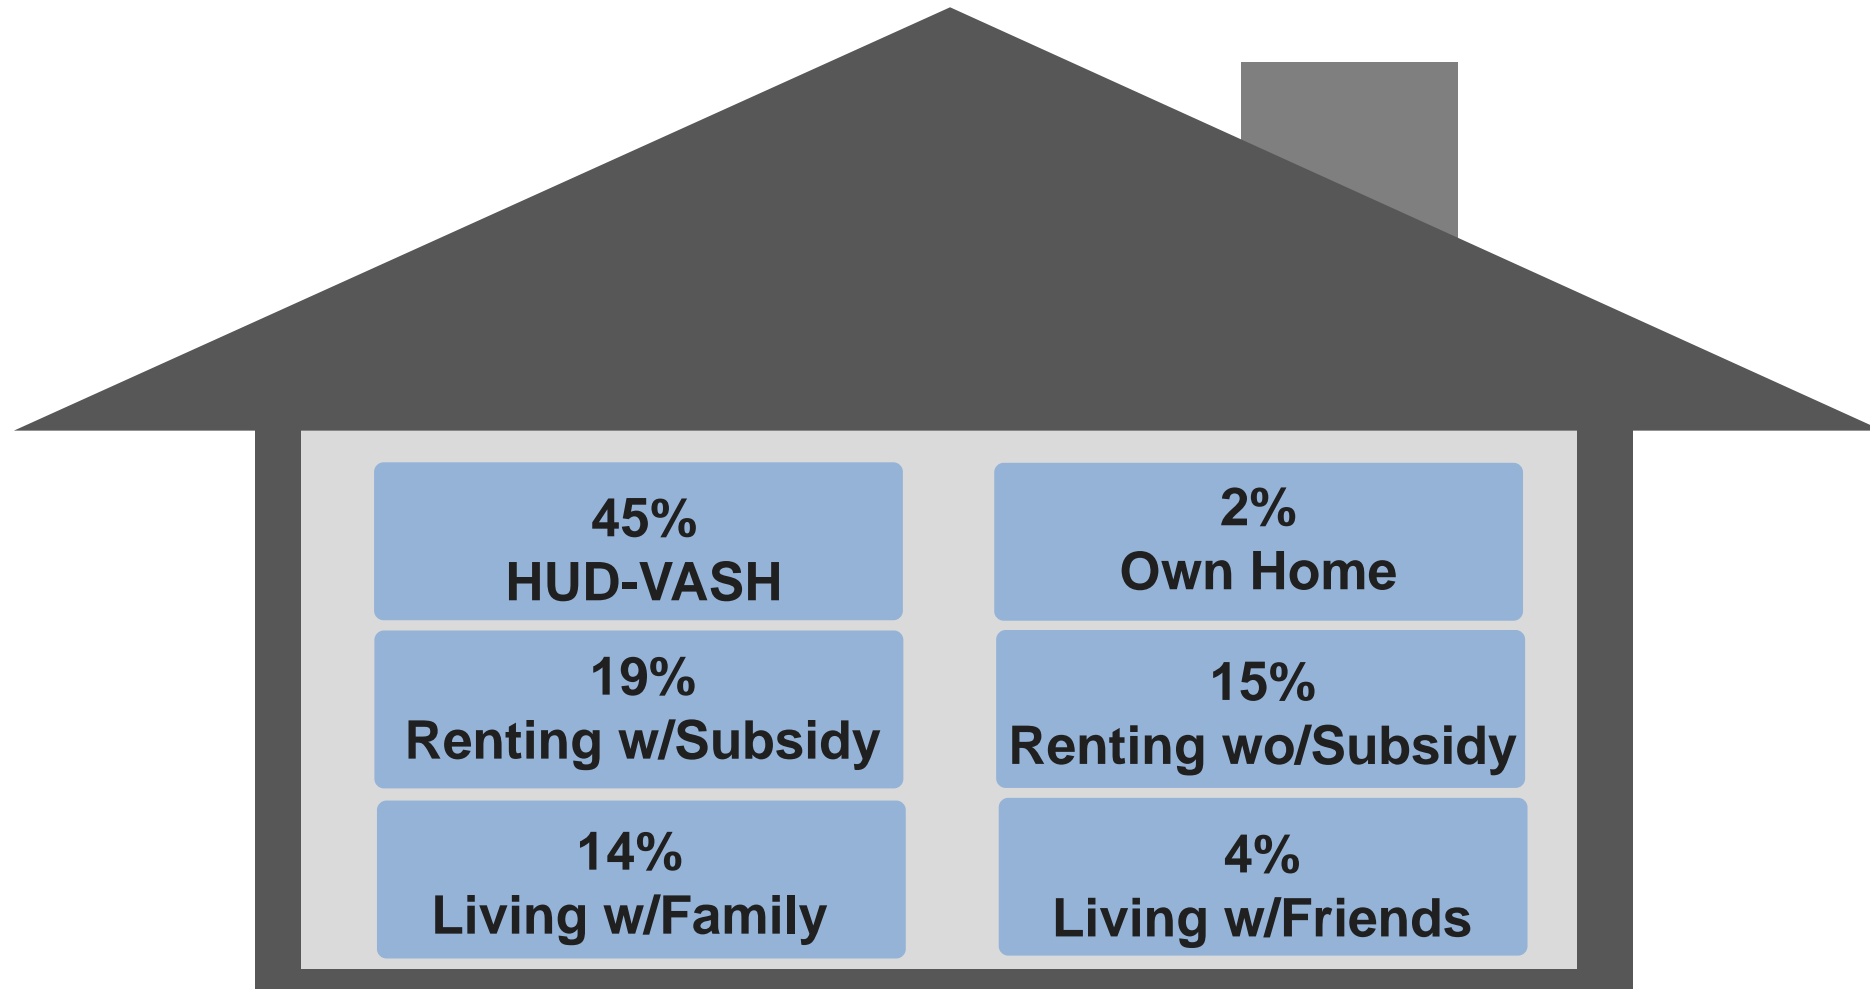 45%
HUD-VASH
2%
Own Home
19%
Renting w/Subsidy
15%
Renting wo/Subsidy
14%
Living w/Family
4%
Living w/Friends